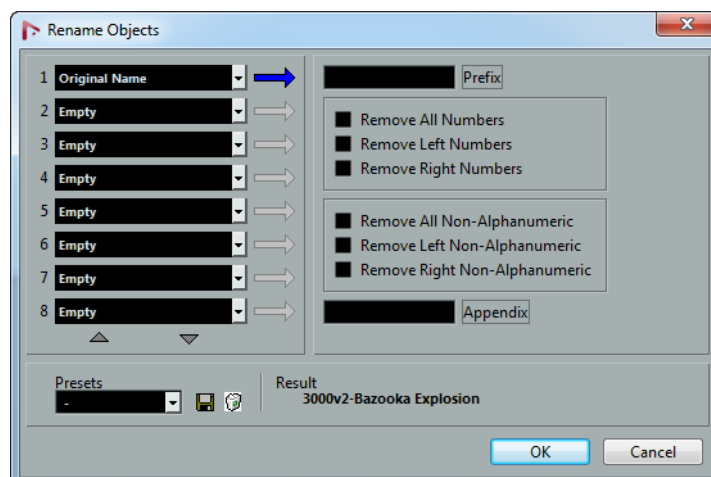 Rename Objects
1 Original Name
2 Empty
3 Empty
4 Empty
5 Empty
6 Empty
7 Empty
8 Empty
Prefix
Remove All Numbers
Remove Left Numbers
Remove Right Numbers
Remove All Non-Alphanumeric
Remove Left Non-Alphanumeric
Remove Right Non-Alphanumeric
Appendix
Presets
-
Result
3000v2-Bazooka Explosion
OK
Cancel